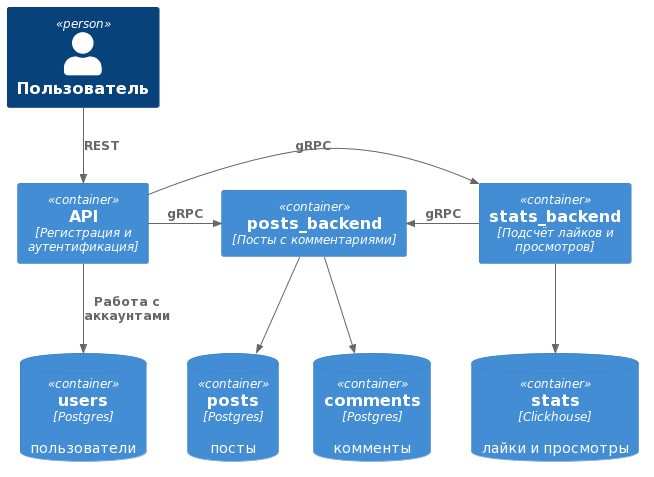 «person»
Пользователь
REST
gRPC
«container»
API
[Регистрация и
аутентификация]
gRPC
«container»
posts_backend
[Посты с комментариями]
gRPC
«container»
stats_backend
[Подсчёт лайков и
просмотров]
Работа с
аккаунтами
«container»
users
[Postgres]
пользователи
«container»
posts
[Postgres]
посты
«container»
comments
[Postgres]
комменты
«container»
stats
[Clickhouse]
лайки и просмотры